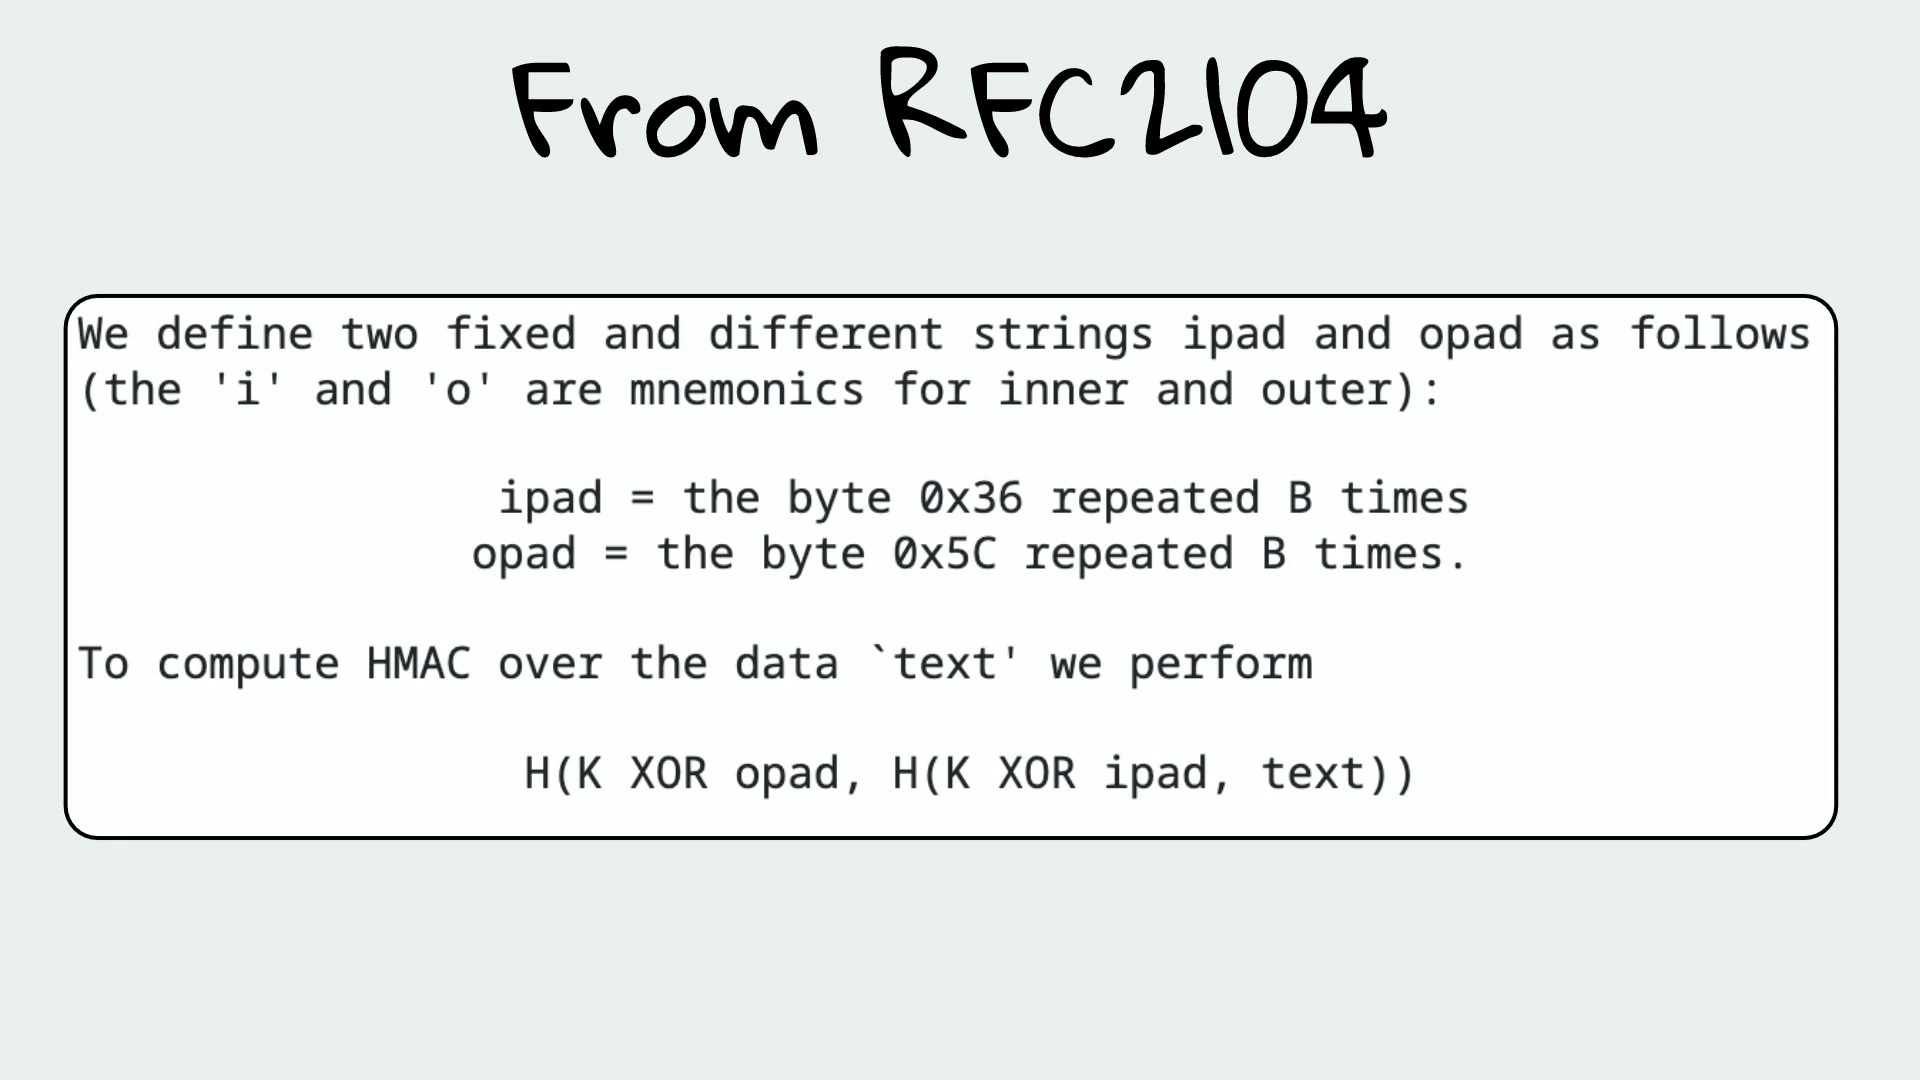 From RFC2104
We define two fixed and different strings ipad and opad as follows
(the 'i' and 'o' are mnemonics for inner and outer):
ipad = the byte 0x36 repeated B times
opad = the byte 0x5C repeated B times.
To compute HMAC over the data `text' we perform
H(K XOR opad, H(K XOR ipad, text))